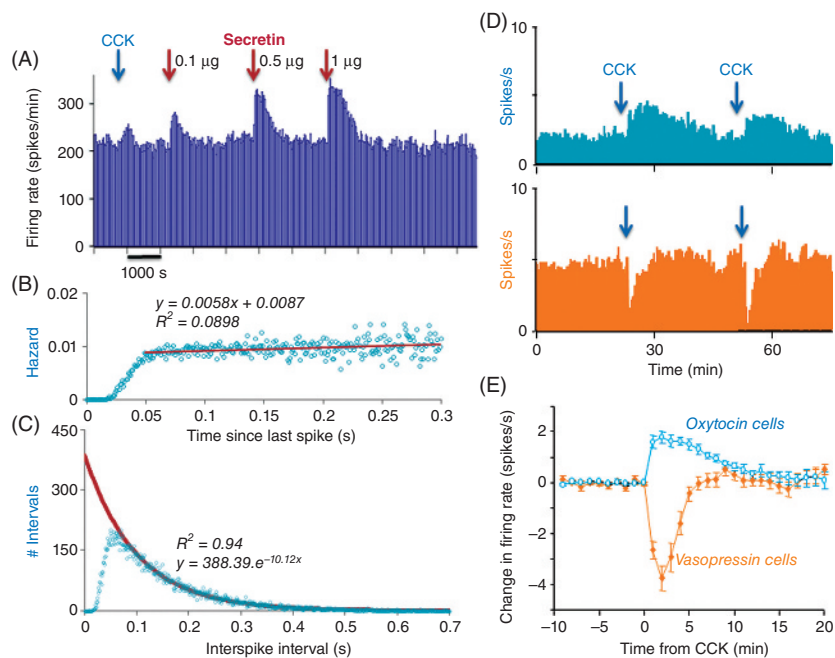 (A)
CCK
Secretin
0.1 µg
0.5 µg
1 µg
Firing rate (spikes/min)
300
200
100
0
1000 s
(B)
0.02
0.01
0
Hazard
y = 0.0058x + 0.0087
R² = 0.0898
0 0.05 0.1 0.15 0.2 0.25 0.3
Time since last spike (s)
(C)
450
300
150
0
# Intervals
R² = 0.94
y = 388.39.e⁻¹⁰·¹²ˣ
0 0.1 0.2 0.3 0.4 0.5 0.6 0.7
Interspike interval (s)
(D)
10
5
0
Spikes/s
CCK CCK
10
5
0
Spikes/s
0 30 60
Time (min)
(E)
Change in firing rate (spikes/s)
2
0
−2
−4
Oxytocin cells
Vasopressin cells
−10 −5 0 5 10 15 20
Time from CCK (min)